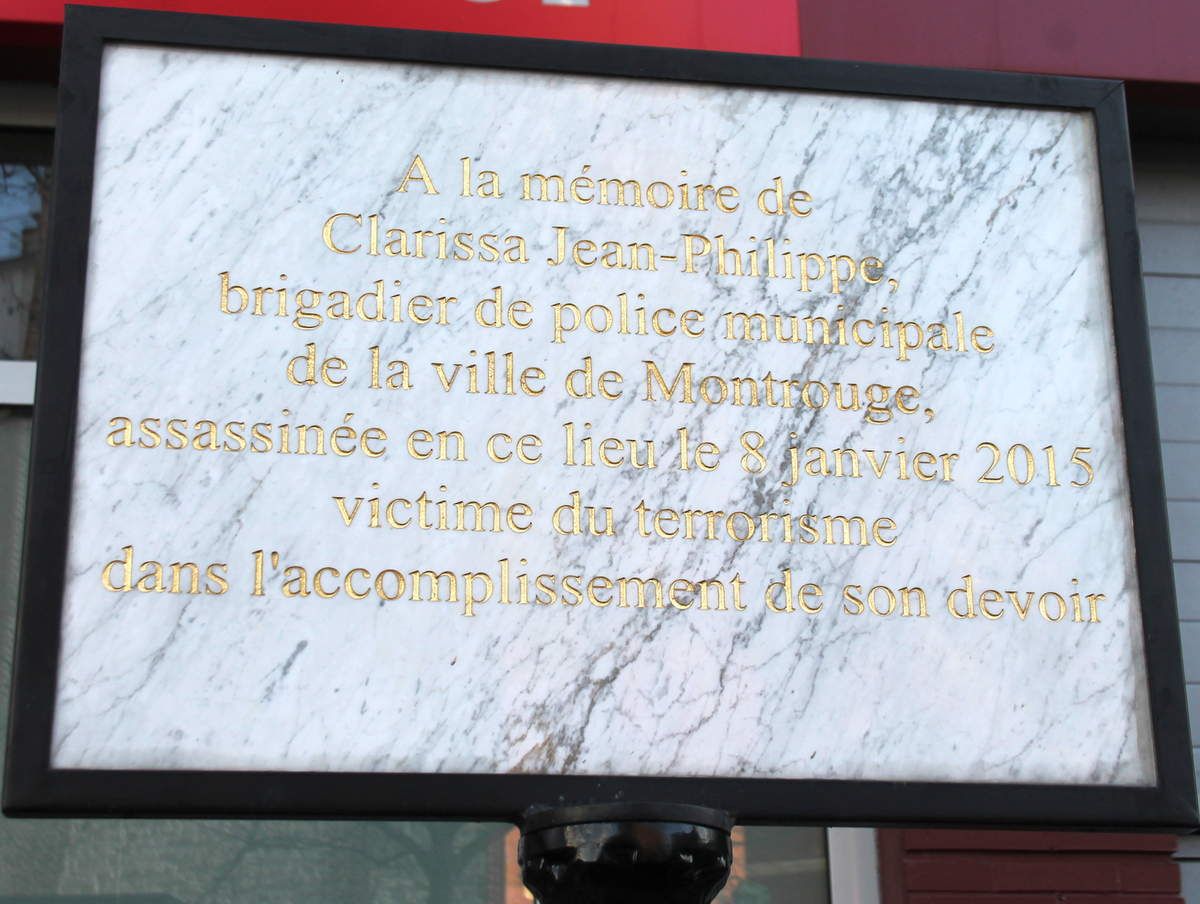 A la mémoire de
Clarissa Jean-Philippe,
brigadier de police municipale
de la ville de Montrouge,
assassinée en ce lieu le 8 janvier 2015
victime du terrorisme
dans l'accomplissement de son devoir